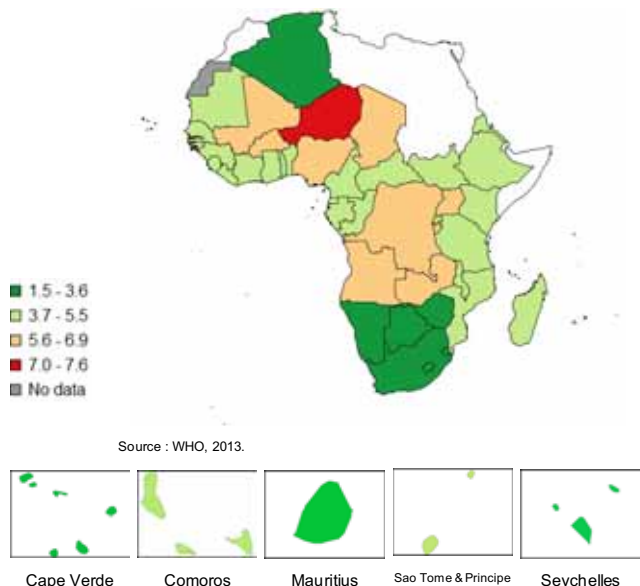 1.5 - 3.6
3.7 - 5.5
5.6 - 6.9
7.0 - 7.6
No data
Source : WHO, 2013.
Cape Verde
Comoros
Mauritius
Sao Tome & Principe
Seychelles